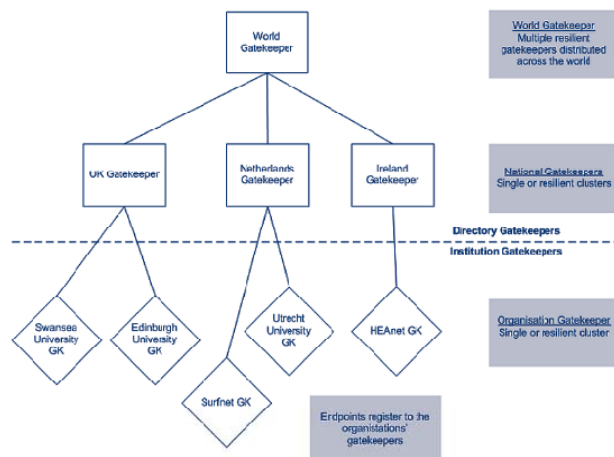 World
Gatekeeper
World Gatekeeper
Multiple resilient
gatekeepers distributed
across the world
UK Gatekeeper
Netherlands
Gatekeeper
Ireland
Gatekeeper
National Gatekeepers
Single or resilient clusters
Directory Gatekeepers
Institution Gatekeepers
Swansea
University
GK
Edinburgh
University
GK
Utrecht
University
GK
HEAnet GK
Organisation Gatekeeper
Single or resilient cluster
Surfnet GK
Endpoints register to the
organistations'
gatekeepers